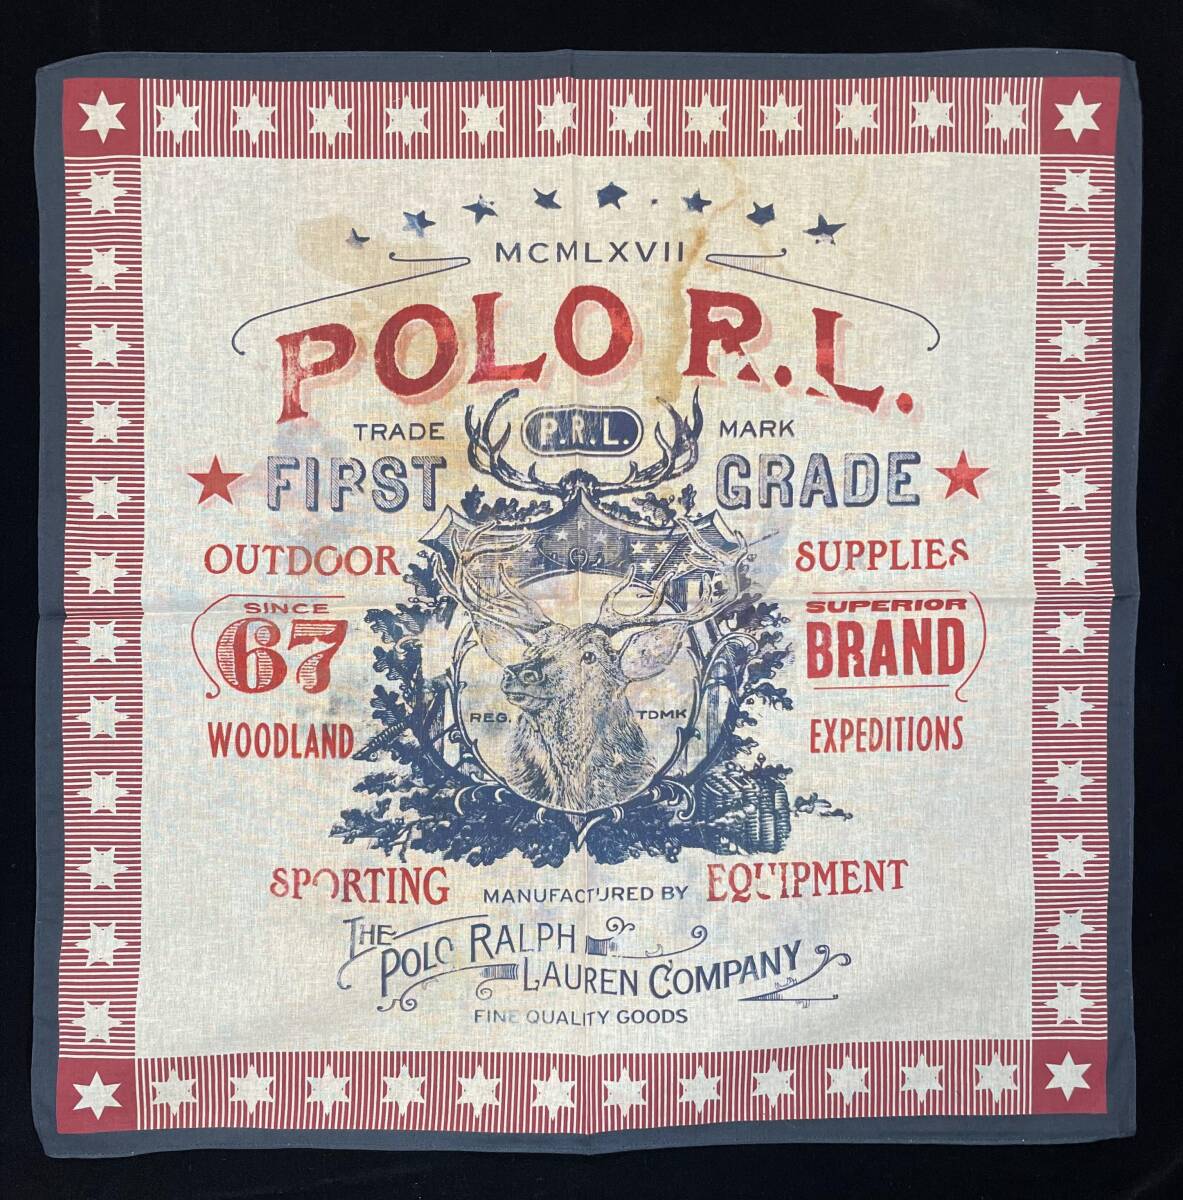 MCMLXVII
POLO R.L.
TRADE P.R.L. MARK
FIRST GRADE
OUTDOOR SUPPLIES
SINCE SUPERIOR
67 BRAND
REG. TDMK
WOODLAND EXPEDITIONS
SPORTING MANUFACTURED BY EQUIPMENT
THE
POLO RALPH
LAUREN COMPANY
FINE QUALITY GOODS